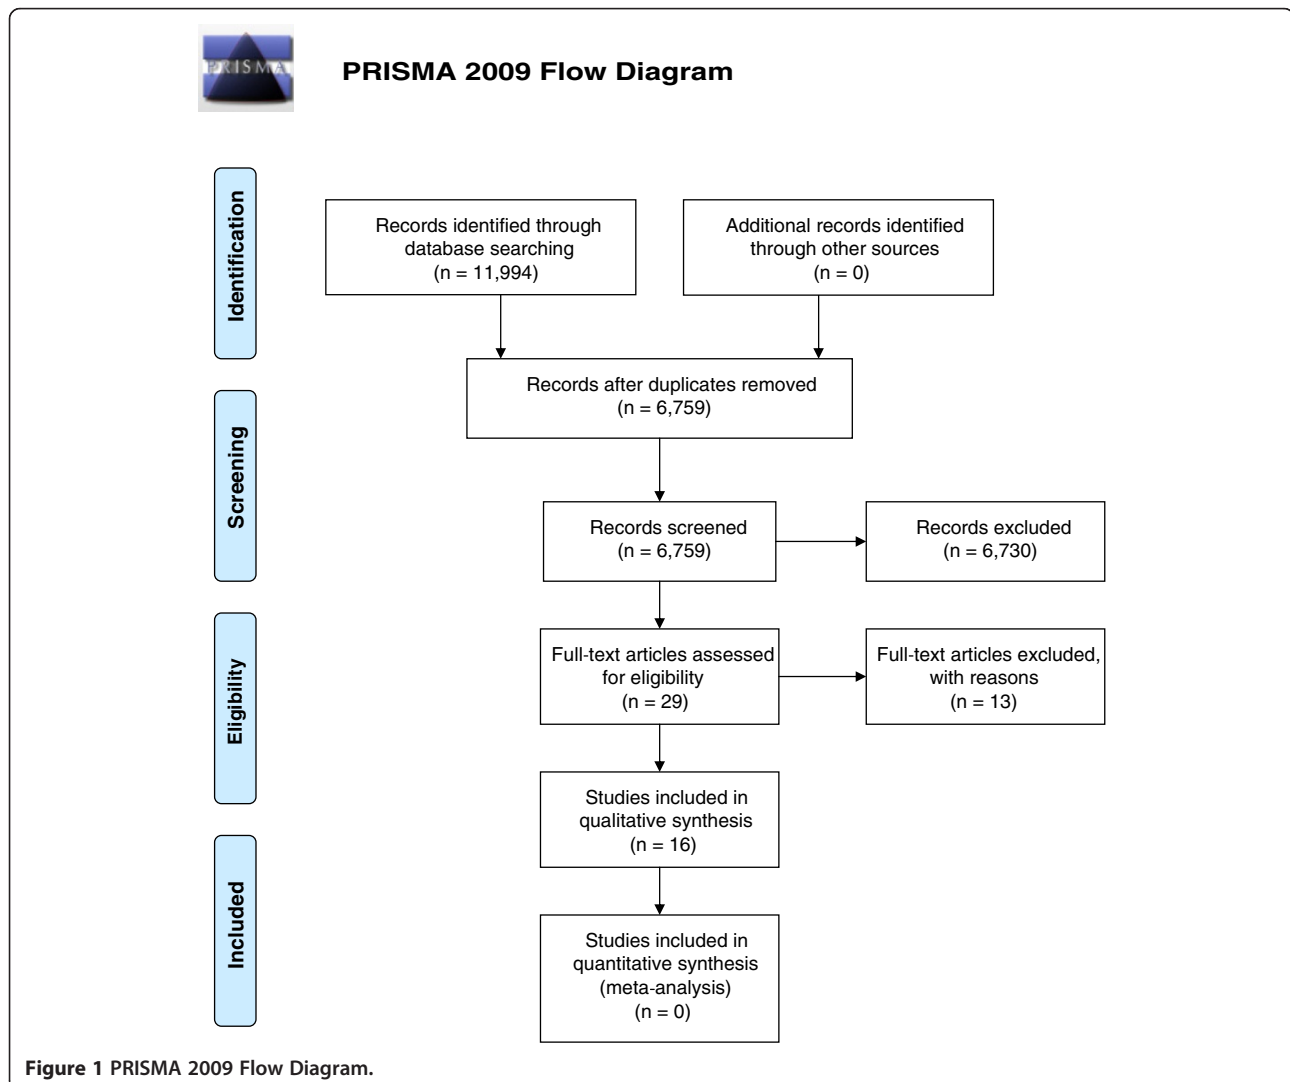 PRISMA
PRISMA 2009 Flow Diagram
Identification
Records identified through
database searching
(n = 11,994)
Additional records identified
through other sources
(n = 0)
Records after duplicates removed
(n = 6,759)
Screening
Records screened
(n = 6,759)
Records excluded
(n = 6,730)
Eligibility
Full-text articles assessed
for eligibility
(n = 29)
Full-text articles excluded,
with reasons
(n = 13)
Studies included in
qualitative synthesis
(n = 16)
Included
Studies included in
quantitative synthesis
(meta-analysis)
(n = 0)
Figure 1 PRISMA 2009 Flow Diagram.